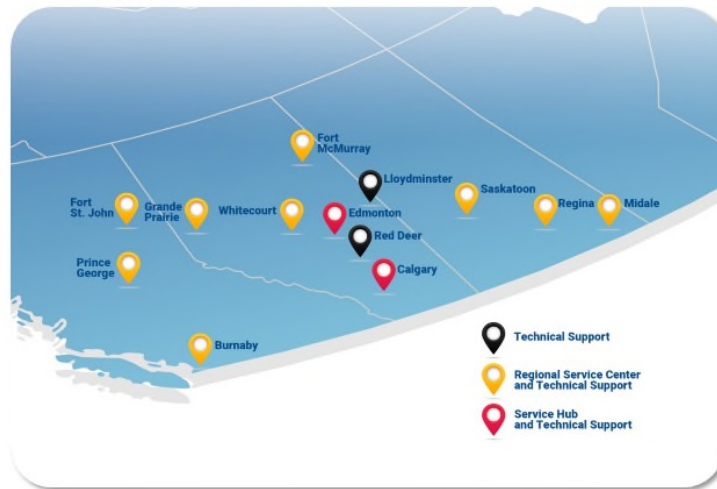 Fort
McMurray
Lloydminster
Saskatoon
Fort
St. John
Grande
Prairie
Whitecourt
Edmonton
Regina
Midale
Red Deer
Prince
George
Calgary
Burnaby
Technical Support
Regional Service Center
and Technical Support
Service Hub
and Technical Support